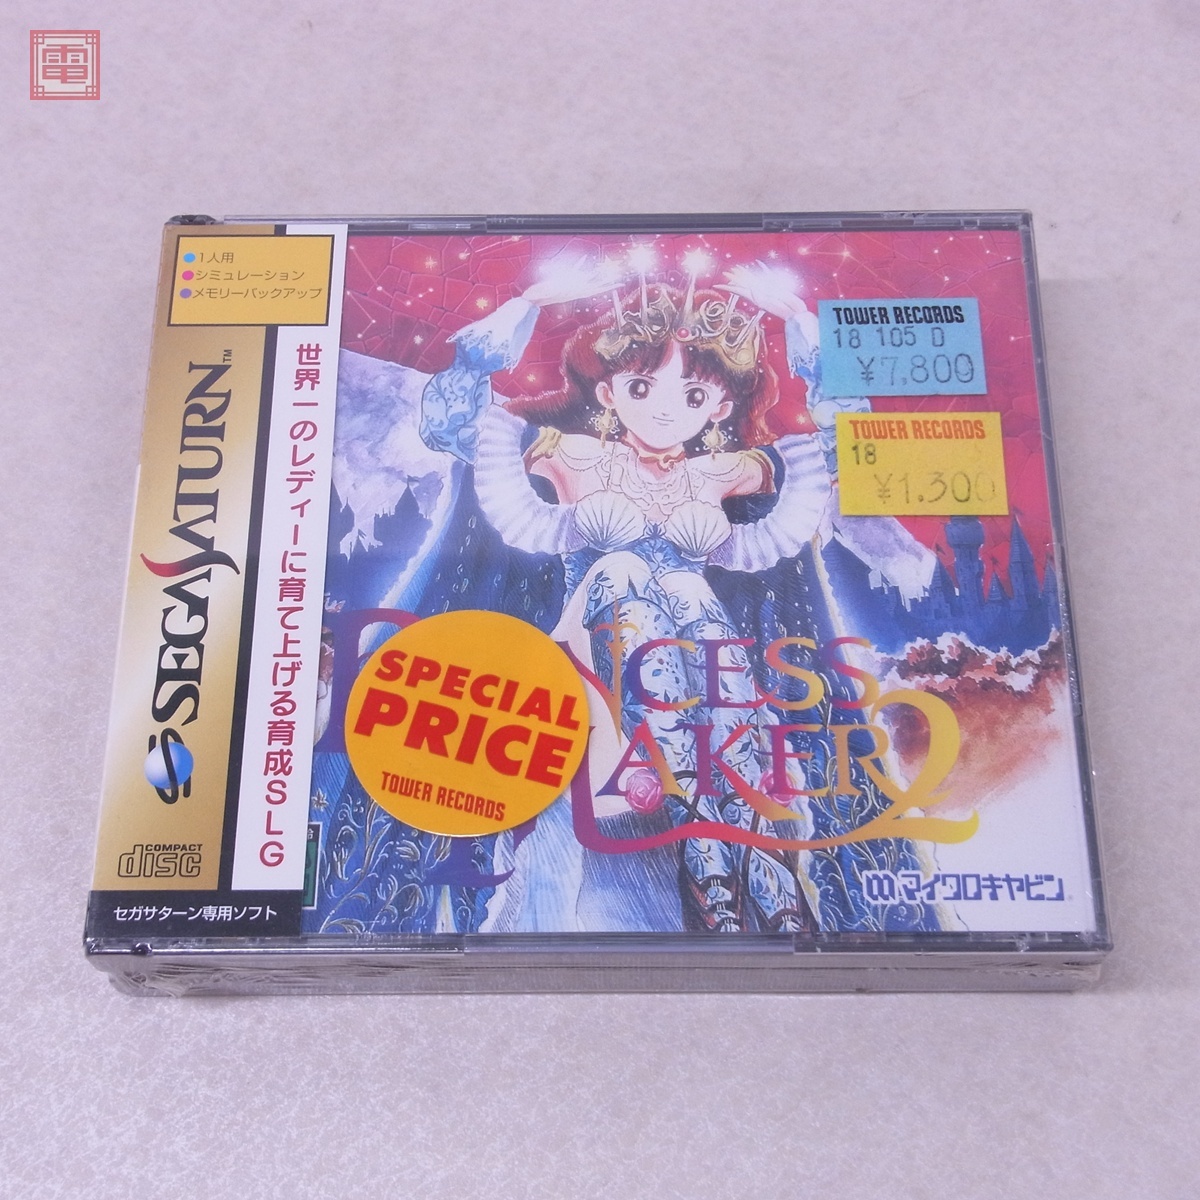 電
●1人用
●シミュレーション
●メモリーバックアップ
SEGA SATURN™
COMPACT
disc
セガサターン専用ソフト
世界一のレディーに育て上げる育成SLG
TOWER RECORDS
18 105 D
¥7,800
TOWER RECORDS
18
¥1,300
SPECIAL
PRICE
TOWER RECORDS
P NCESS
MAKER 2
マイクロキャビン